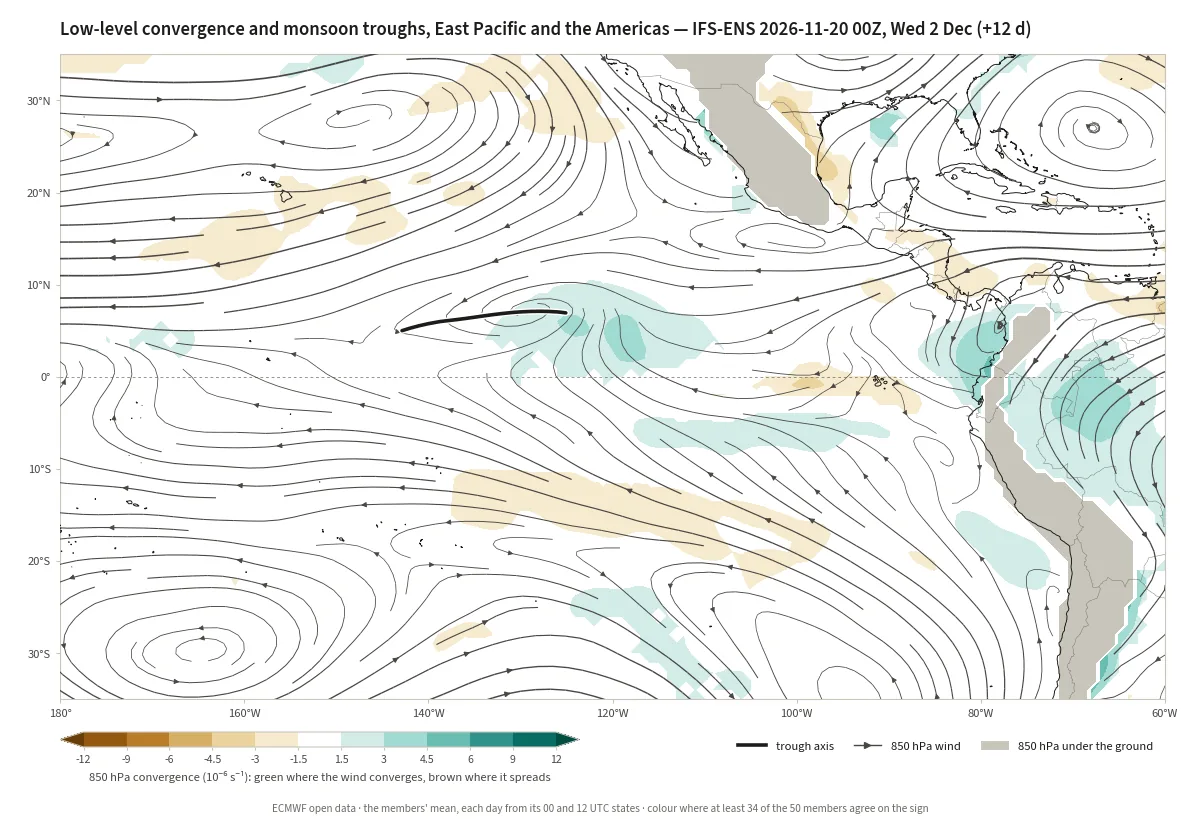 Low-level convergence and monsoon troughs, East Pacific and the Americas — IFS-ENS 2026-11-20 00Z, Wed 2 Dec (+12 d)
30°N
20°N
10°N
0°
10°S
20°S
30°S
180° 160°W 140°W 120°W 100°W 80°W 60°W
-12 -9 -6 -4.5 -3 -1.5 1.5 3 4.5 6 9 12
850 hPa convergence (10⁻⁶ s⁻¹): green where the wind converges, brown where it spreads
trough axis 850 hPa wind 850 hPa under the ground
ECMWF open data · the members' mean, each day from its 00 and 12 UTC states · colour where at least 34 of the 50 members agree on the sign